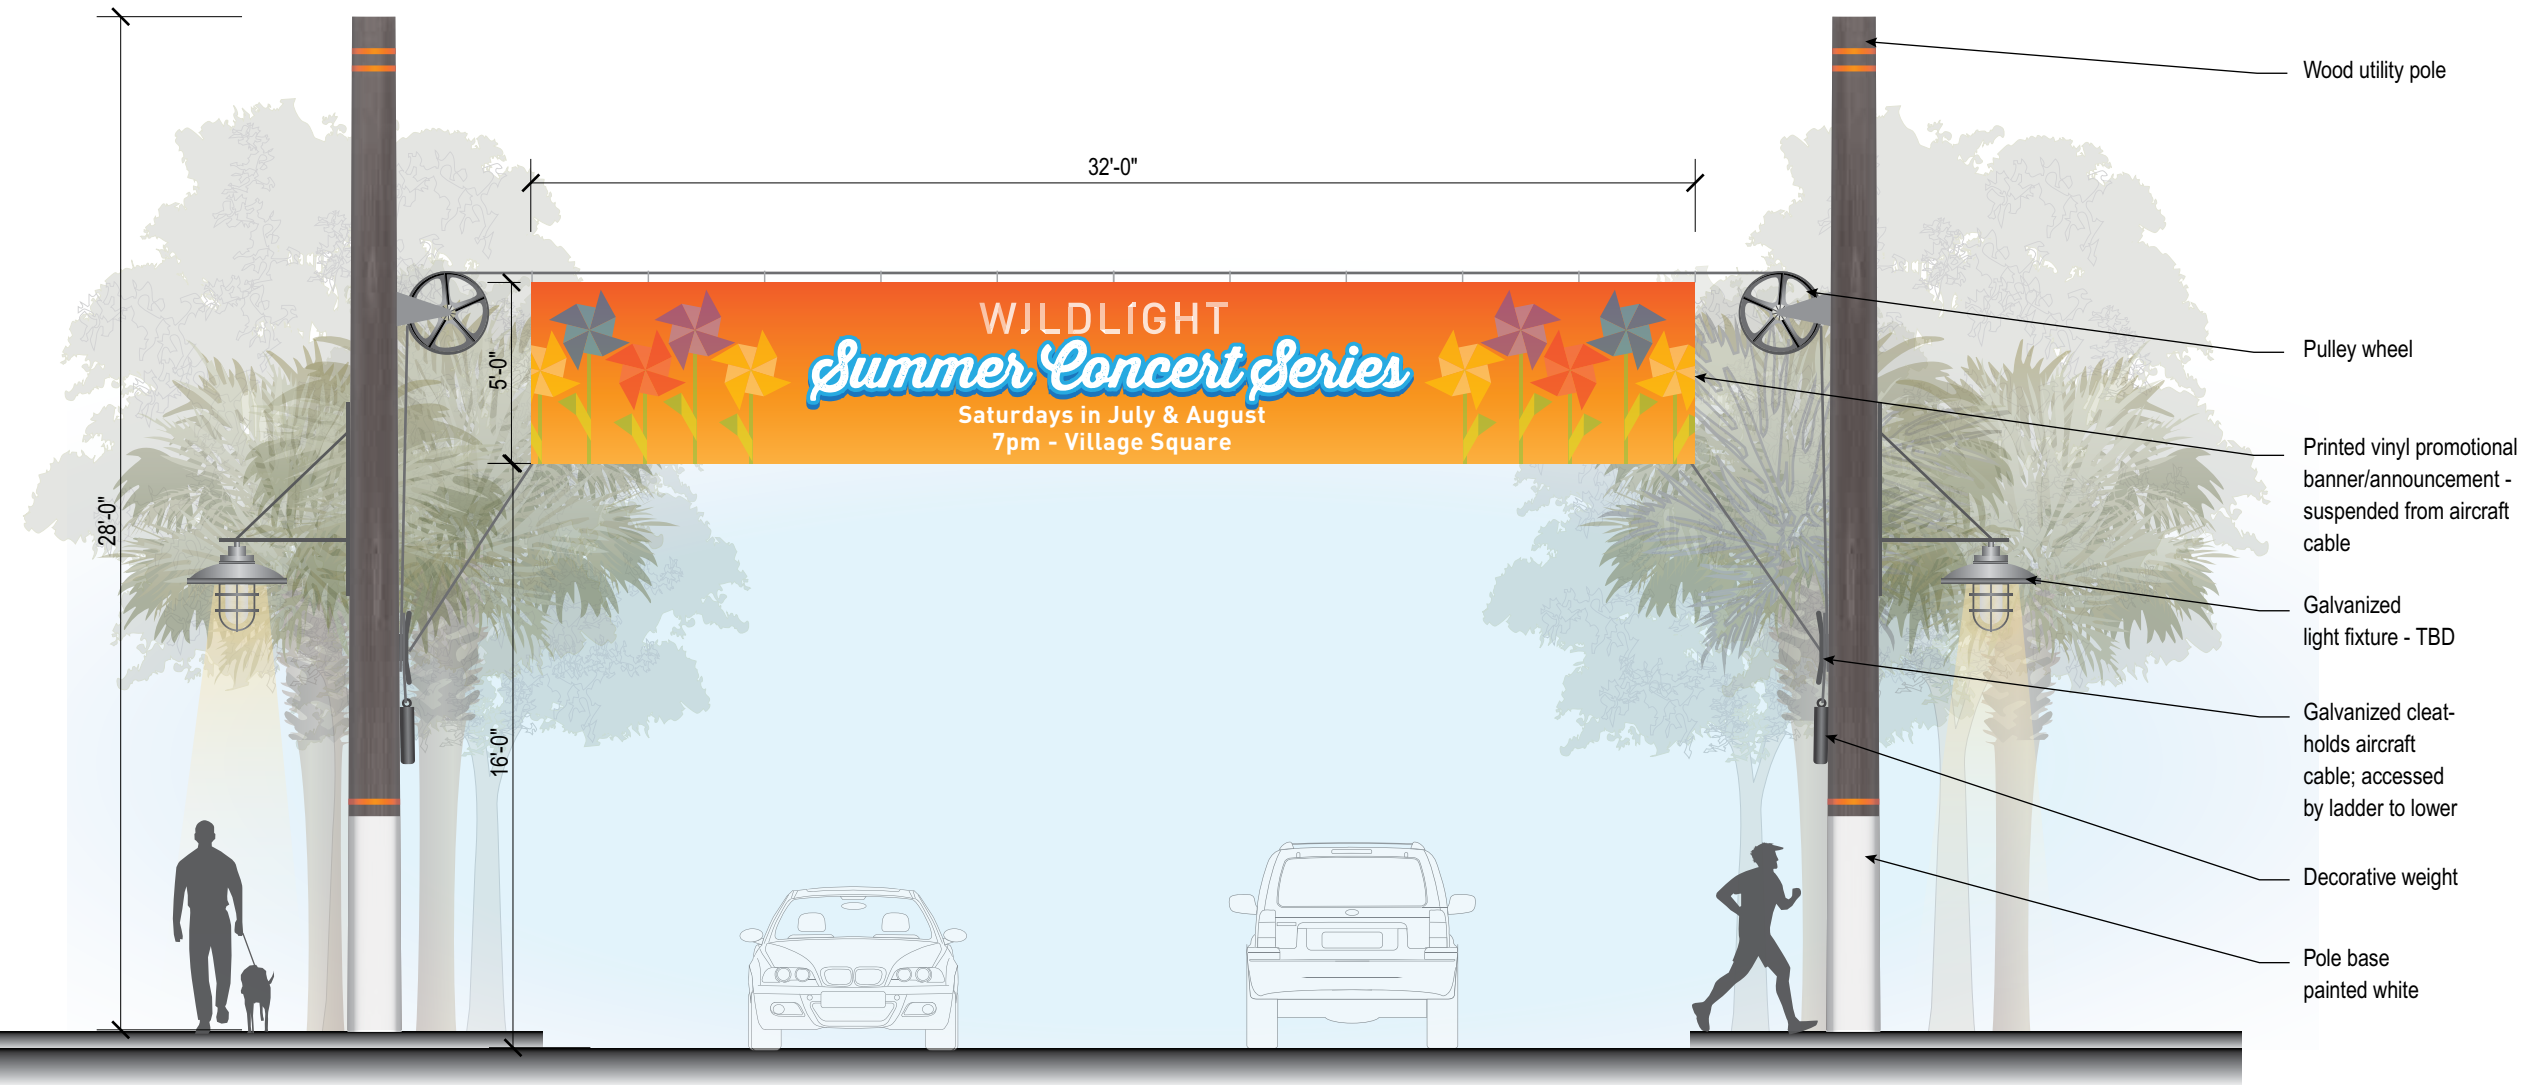 32'-0"
28'-0"
5'-0"
16'-0"
WILDLIGHT
Summer Concert Series
Saturdays in July & August
7pm - Village Square
Wood utility pole
Pulley wheel
Printed vinyl promotional
banner/announcement -
suspended from aircraft
cable
Galvanized
light fixture - TBD
Galvanized cleat-
holds aircraft
cable; accessed
by ladder to lower
Decorative weight
Pole base
painted white